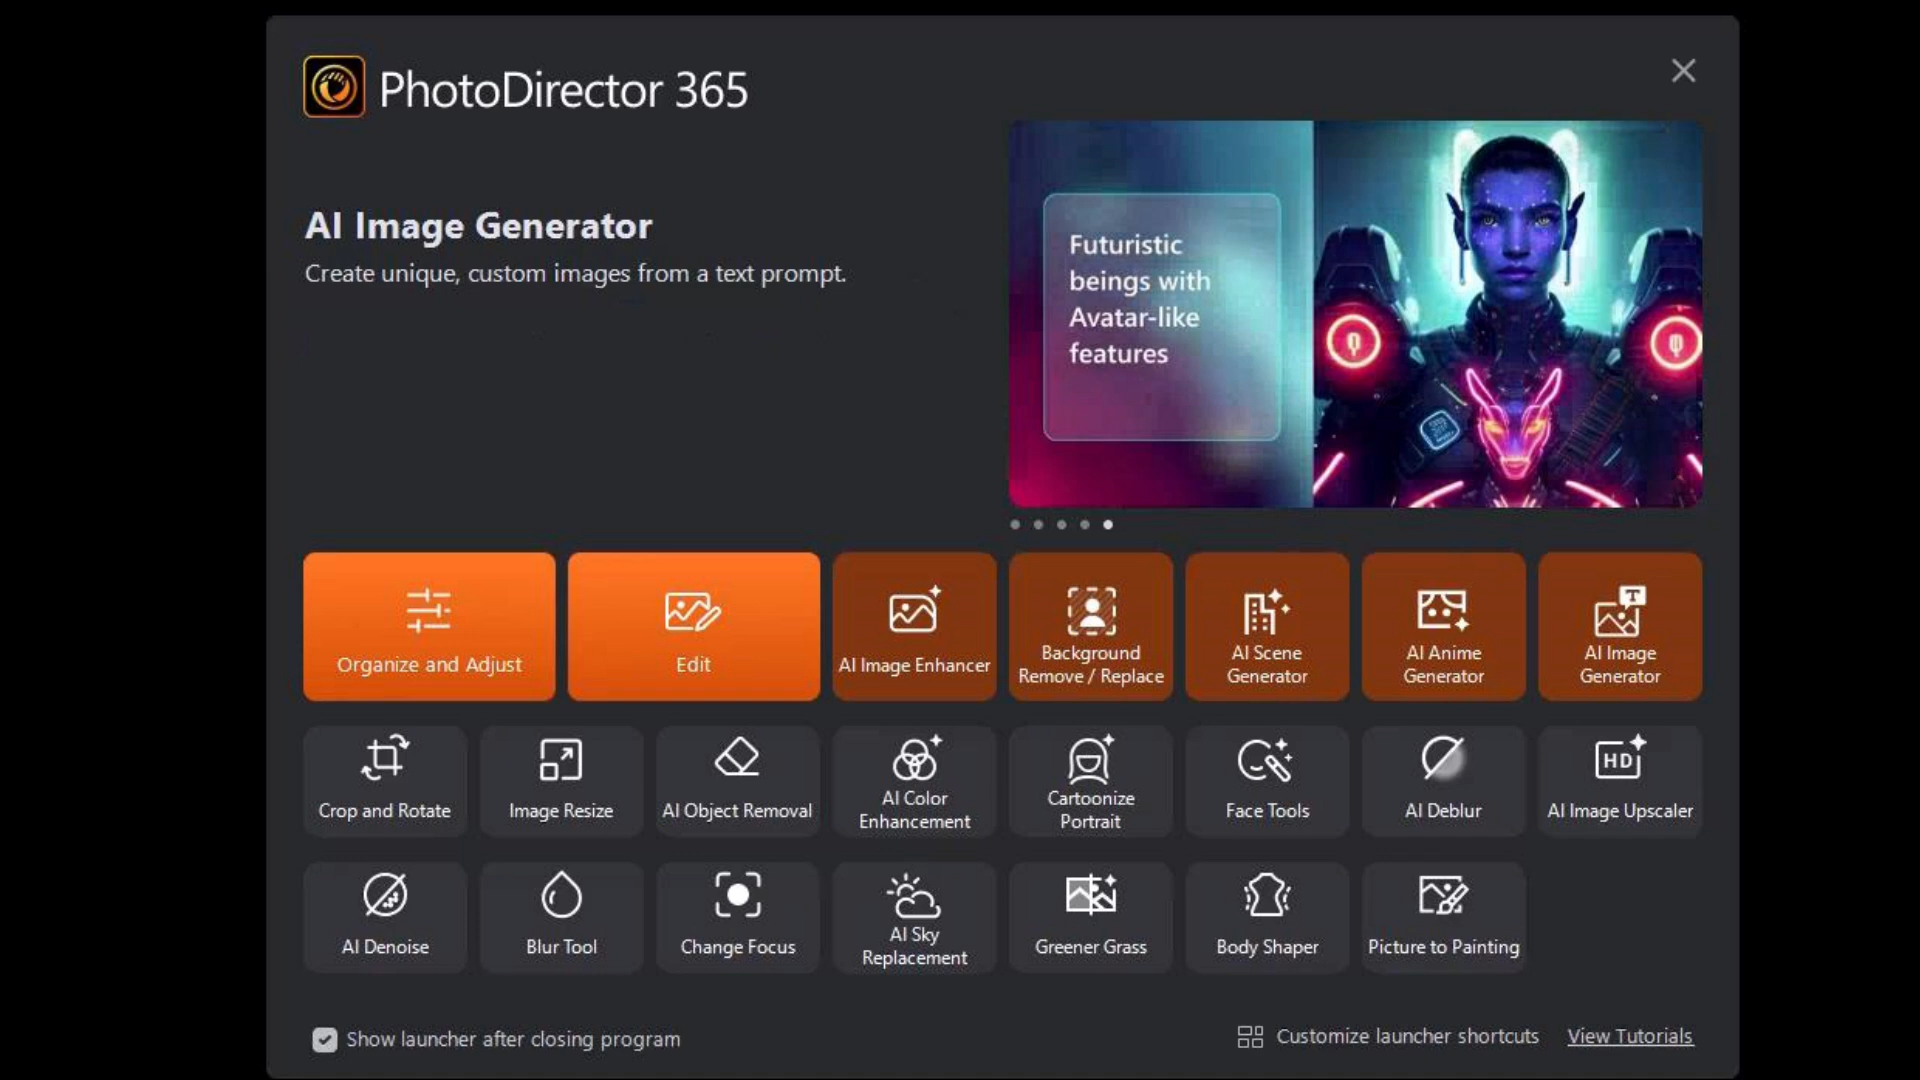 PhotoDirector 365
AI Image Generator
Create unique, custom images from a text prompt.
Futuristic
beings with
Avatar-like
features
Organize and Adjust
Edit
AI Image Enhancer
Background
Remove / Replace
AI Scene
Generator
AI Anime
Generator
T
AI Image
Generator
Crop and Rotate
Image Resize
AI Object Removal
AI Color
Enhancement
Cartoonize
Portrait
Face Tools
AI Deblur
HD
AI Image Upscaler
AI Denoise
Blur Tool
Change Focus
AI Sky
Replacement
Greener Grass
Body Shaper
Picture to Painting
Show launcher after closing program
Customize launcher shortcuts
View Tutorials